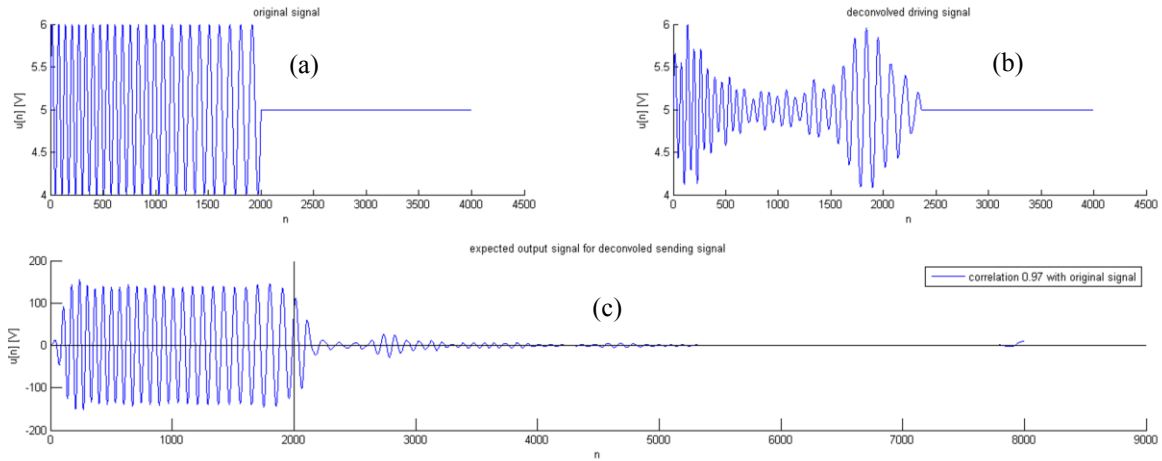 original signal
6
5.5
5
4.5
4
u[n] [V]
(a)
0 500 1000 1500 2000 2500 3000 3500 4000 4500
n
deconvolved driving signal
6
5.5
5
4.5
4
u[n] [V]
(b)
0 500 1000 1500 2000 2500 3000 3500 4000 4500
n
expected output signal for deconvoled sending signal
200
100
0
-100
-200
u[n] [V]
correlation 0.97 with original signal
(c)
0 1000 2000 3000 4000 5000 6000 7000 8000 9000
n